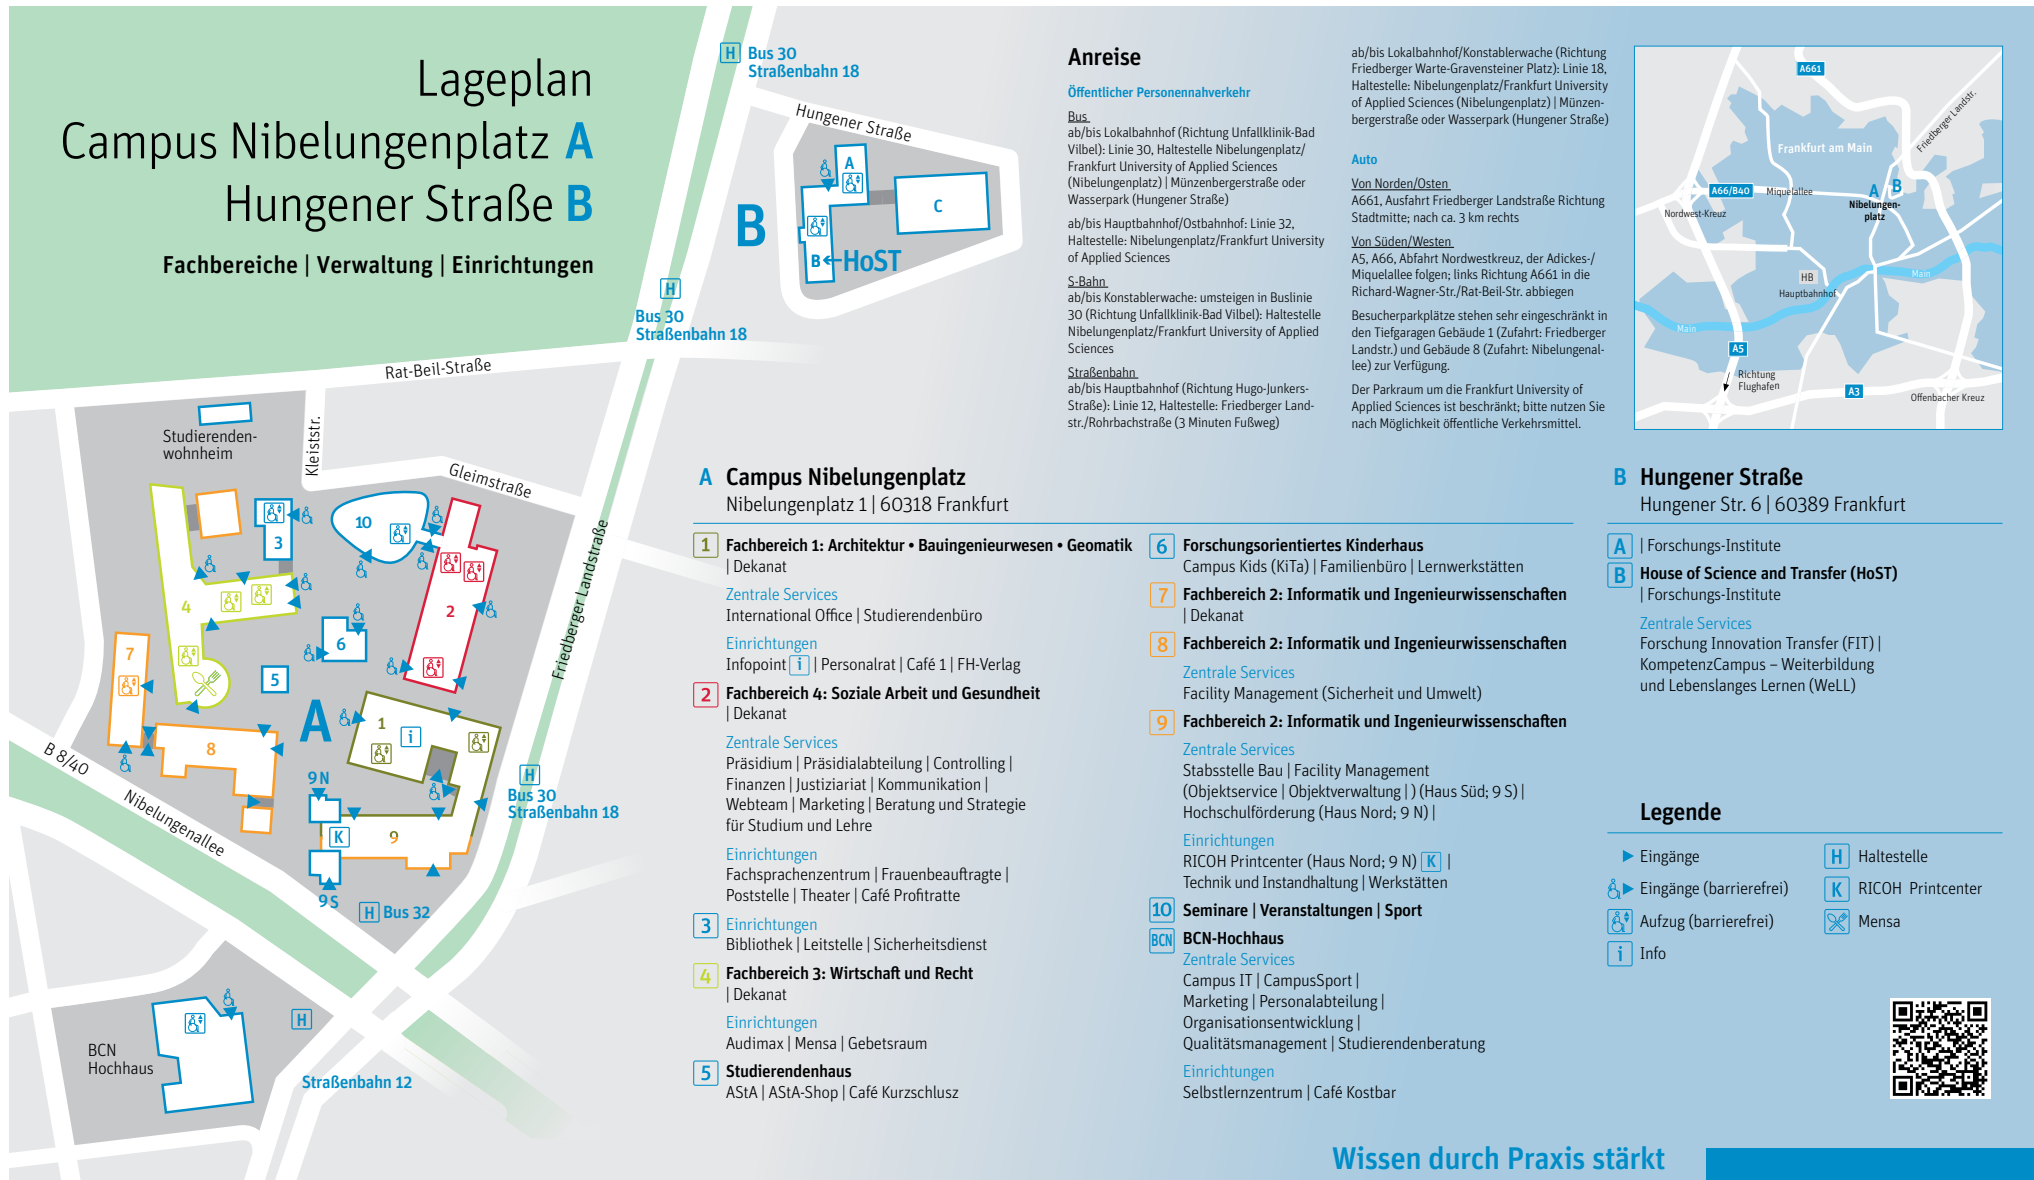 Lageplan
Campus Nibelungenplatz A
Hungener Straße B
Fachbereiche | Verwaltung | Einrichtungen
H Bus 30
Straßenbahn 18
Hungener Straße
A
C
B
B
HoST
H
Bus 30
Straßenbahn 18
Rat-Beil-Straße
Studierenden-
wohnheim
Kleiststr.
Gleimstraße
Friedberger Landstraße
10
3
4
2
6
7
5
A
1
i
8
9 N
K
9
9 S
H
Bus 30
Straßenbahn 18
B 8/40
Nibelungenallee
H Bus 32
H
BCN
Hochhaus
Straßenbahn 12
Anreise
Öffentlicher Personennahverkehr
Bus
ab/bis Lokalbahnhof (Richtung Unfallklinik-Bad
Vilbel): Linie 30, Haltestelle Nibelungenplatz/
Frankfurt University of Applied Sciences
(Nibelungenplatz) | Münzenbergerstraße oder
Wasserpark (Hungener Straße)
ab/bis Hauptbahnhof/Ostbahnhof: Linie 32,
Haltestelle: Nibelungenplatz/Frankfurt University
of Applied Sciences
S-Bahn
ab/bis Konstablerwache: umsteigen in Buslinie
30 (Richtung Unfallklinik-Bad Vilbel): Haltestelle
Nibelungenplatz/Frankfurt University of Applied
Sciences
Straßenbahn
ab/bis Hauptbahnhof (Richtung Hugo-Junkers-
Straße): Linie 12, Haltestelle: Friedberger Land-
str./Rohrbachstraße (3 Minuten Fußweg)
ab/bis Lokalbahnhof/Konstablerwache (Richtung
Friedberger Warte-Gravensteiner Platz): Linie 18,
Haltestelle: Nibelungenplatz/Frankfurt University
of Applied Sciences (Nibelungenplatz) | Münzen-
bergerstraße oder Wasserpark (Hungener Straße)
Auto
Von Norden/Osten
A661, Ausfahrt Friedberger Landstraße Richtung
Stadtmitte; nach ca. 3 km rechts
Von Süden/Westen
A5, A66, Abfahrt Nordwestkreuz, der Adickes-/
Miquelallee folgen; links Richtung A661 in die
Richard-Wagner-Str./Rat-Beil-Str. abbiegen
Besucherparkplätze stehen sehr eingeschränkt in
den Tiefgaragen Gebäude 1 (Zufahrt: Friedberger
Landstr.) und Gebäude 8 (Zufahrt: Nibelungenal-
lee) zur Verfügung.
Der Parkraum um die Frankfurt University of
Applied Sciences ist beschränkt; bitte nutzen Sie
nach Möglichkeit öffentliche Verkehrsmittel.
A661
Friedberger Landstr.
Frankfurt am Main
A66/B40
Miquelallee
A B
Nibelungen-
platz
Nordwest-Kreuz
HB
Hauptbahnhof
Main
Main
A5
Richtung
Flughafen
A3
Offenbacher Kreuz
A Campus Nibelungenplatz
Nibelungenplatz 1 | 60318 Frankfurt
1 Fachbereich 1: Architektur • Bauingenieurwesen • Geomatik
| Dekanat
Zentrale Services
International Office | Studierendenbüro
Einrichtungen
Infopoint i | Personalrat | Café 1 | FH-Verlag
2 Fachbereich 4: Soziale Arbeit und Gesundheit
| Dekanat
Zentrale Services
Präsidium | Präsidialabteilung | Controlling |
Finanzen | Justiziariat | Kommunikation |
Webteam | Marketing | Beratung und Strategie
für Studium und Lehre
Einrichtungen
Fachsprachenzentrum | Frauenbeauftragte |
Poststelle | Theater | Café Profitratte
3 Einrichtungen
Bibliothek | Leitstelle | Sicherheitsdienst
4 Fachbereich 3: Wirtschaft und Recht
| Dekanat
Einrichtungen
Audimax | Mensa | Gebetsraum
5 Studierendenhaus
AStA | AStA-Shop | Café Kurzschlusz
6 Forschungsorientiertes Kinderhaus
Campus Kids (KiTa) | Familienbüro | Lernwerkstätten
7 Fachbereich 2: Informatik und Ingenieurwissenschaften
| Dekanat
8 Fachbereich 2: Informatik und Ingenieurwissenschaften
Zentrale Services
Facility Management (Sicherheit und Umwelt)
9 Fachbereich 2: Informatik und Ingenieurwissenschaften
Zentrale Services
Stabsstelle Bau | Facility Management
(Objektservice | Objektverwaltung | ) (Haus Süd; 9 S) |
Hochschulförderung (Haus Nord; 9 N) |
Einrichtungen
RICOH Printcenter (Haus Nord; 9 N) K |
Technik und Instandhaltung | Werkstätten
10 Seminare | Veranstaltungen | Sport
BCN BCN-Hochhaus
Zentrale Services
Campus IT | CampusSport |
Marketing | Personalabteilung |
Organisationsentwicklung |
Qualitätsmanagement | Studierendenberatung
Einrichtungen
Selbstlernzentrum | Café Kostbar
B Hungener Straße
Hungener Str. 6 | 60389 Frankfurt
A | Forschungs-Institute
B House of Science and Transfer (HoST)
| Forschungs-Institute
Zentrale Services
Forschung Innovation Transfer (FIT) |
KompetenzCampus – Weiterbildung
und Lebenslanges Lernen (WeLL)
Legende
Eingänge
Eingänge (barrierefrei)
Aufzug (barrierefrei)
i Info
H Haltestelle
K RICOH Printcenter
Mensa
Wissen durch Praxis stärkt